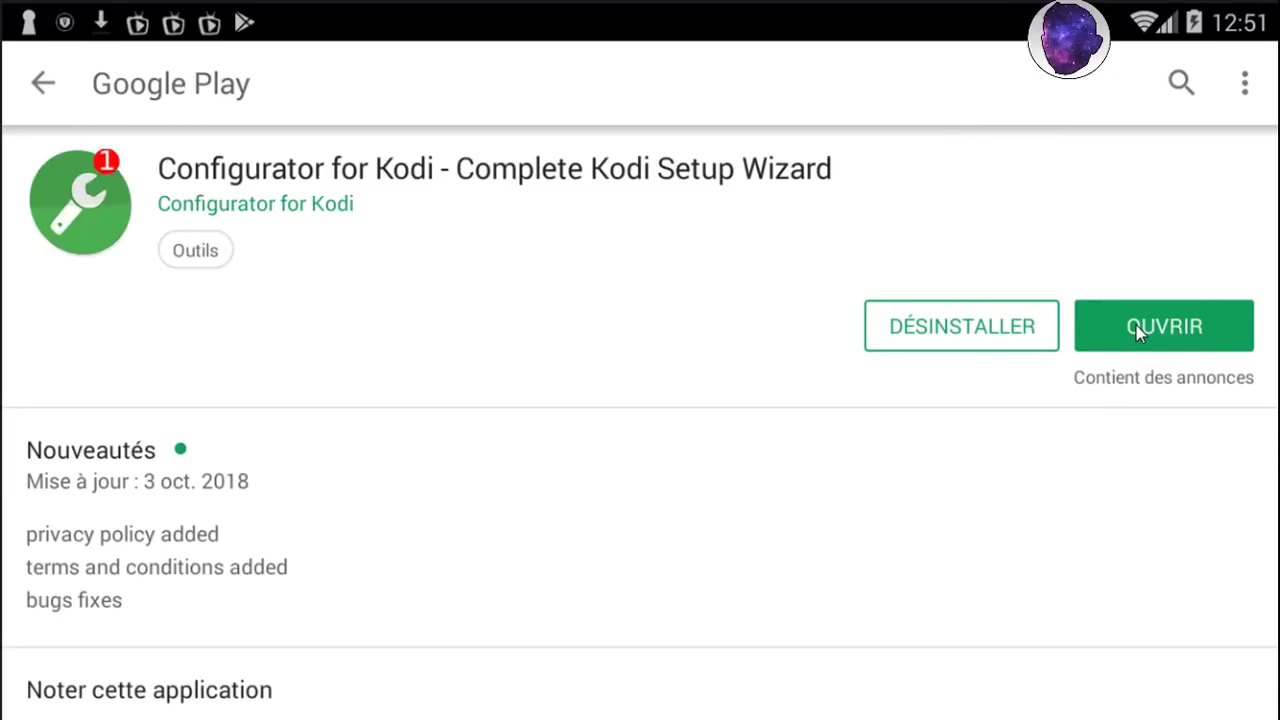 12:51
Google Play
1
Configurator for Kodi - Complete Kodi Setup Wizard
Configurator for Kodi
Outils
DÉSINSTALLER
OUVRIR
Contient des annonces
Nouveautés
Mise à jour : 3 oct. 2018
privacy policy added
terms and conditions added
bugs fixes
Noter cette application